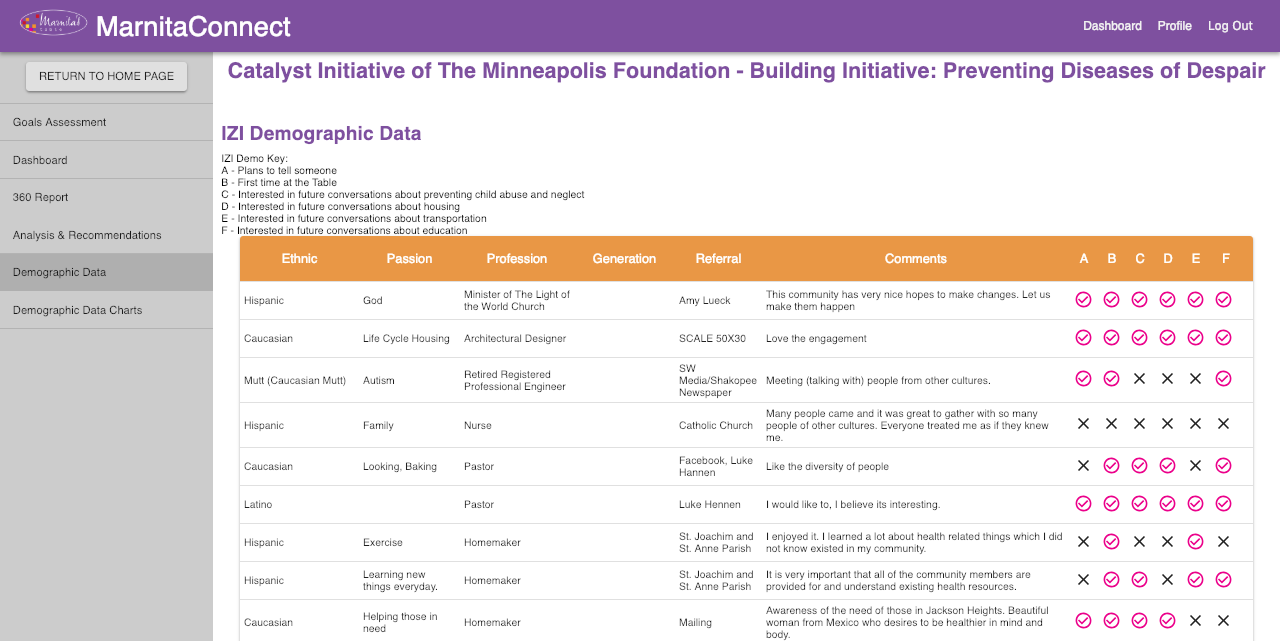 Marnita's
TABLE
MarnitaConnect
Dashboard Profile Log Out
RETURN TO HOME PAGE
Goals Assessment
Dashboard
360 Report
Analysis & Recommendations
Demographic Data
Demographic Data Charts
Catalyst Initiative of The Minneapolis Foundation - Building Initiative: Preventing Diseases of Despair
IZI Demographic Data
IZI Demo Key:
A - Plans to tell someone
B - First time at the Table
C - Interested in future conversations about preventing child abuse and neglect
D - Interested in future conversations about housing
E - Interested in future conversations about transportation
F - Interested in future conversations about education
Ethnic Passion Profession Generation Referral Comments A B C D E F
Hispanic God Minister of The Light of
the World Church Amy Lueck This community has very nice hopes to make changes. Let us
make them happen
Caucasian Life Cycle Housing Architectural Designer SCALE 50X30 Love the engagement
Mutt (Caucasian Mutt) Autism Retired Registered
Professional Engineer SW
Media/Shakopee
Newspaper Meeting (talking with) people from other cultures.
Hispanic Family Nurse Catholic Church Many people came and it was great to gather with so many
people of other cultures. Everyone treated me as if they knew
me.
Caucasian Looking, Baking Pastor Facebook, Luke
Hannen Like the diversity of people
Latino Pastor Luke Hennen I would like to, I believe its interesting.
Hispanic Exercise Homemaker St. Joachim and
St. Anne Parish I enjoyed it. I learned a lot about health related things which I did
not know existed in my community.
Hispanic Learning new
things everyday. Homemaker St. Joachim and
St. Anne Parish It is very important that all of the community members are
provided for and understand existing health resources.
Caucasian Helping those in
need Homemaker Mailing Awareness of the need of those in Jackson Heights. Beautiful
woman from Mexico who desires to be healthier in mind and
body.